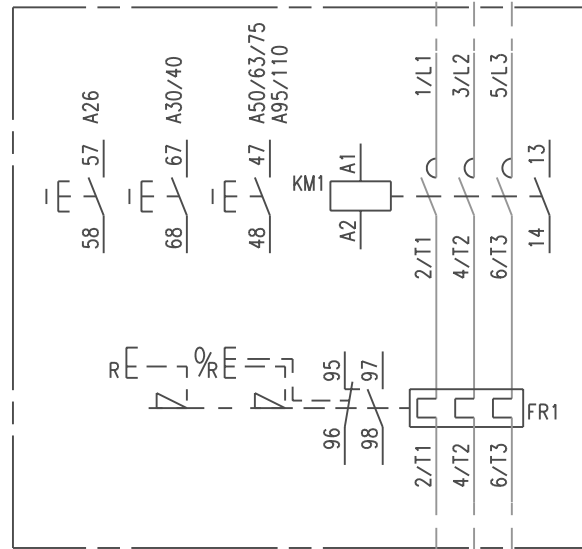 A26
A30/40
A50/63/75
A95/110
1/L1
3/L2
5/L3
57
67
47
A1
13
I
I
I
KM1
58
68
48
A2
2/T1
4/T2
6/T3
14
R
0/R
95
97
FR1
96
98
2/T1
4/T2
6/T3